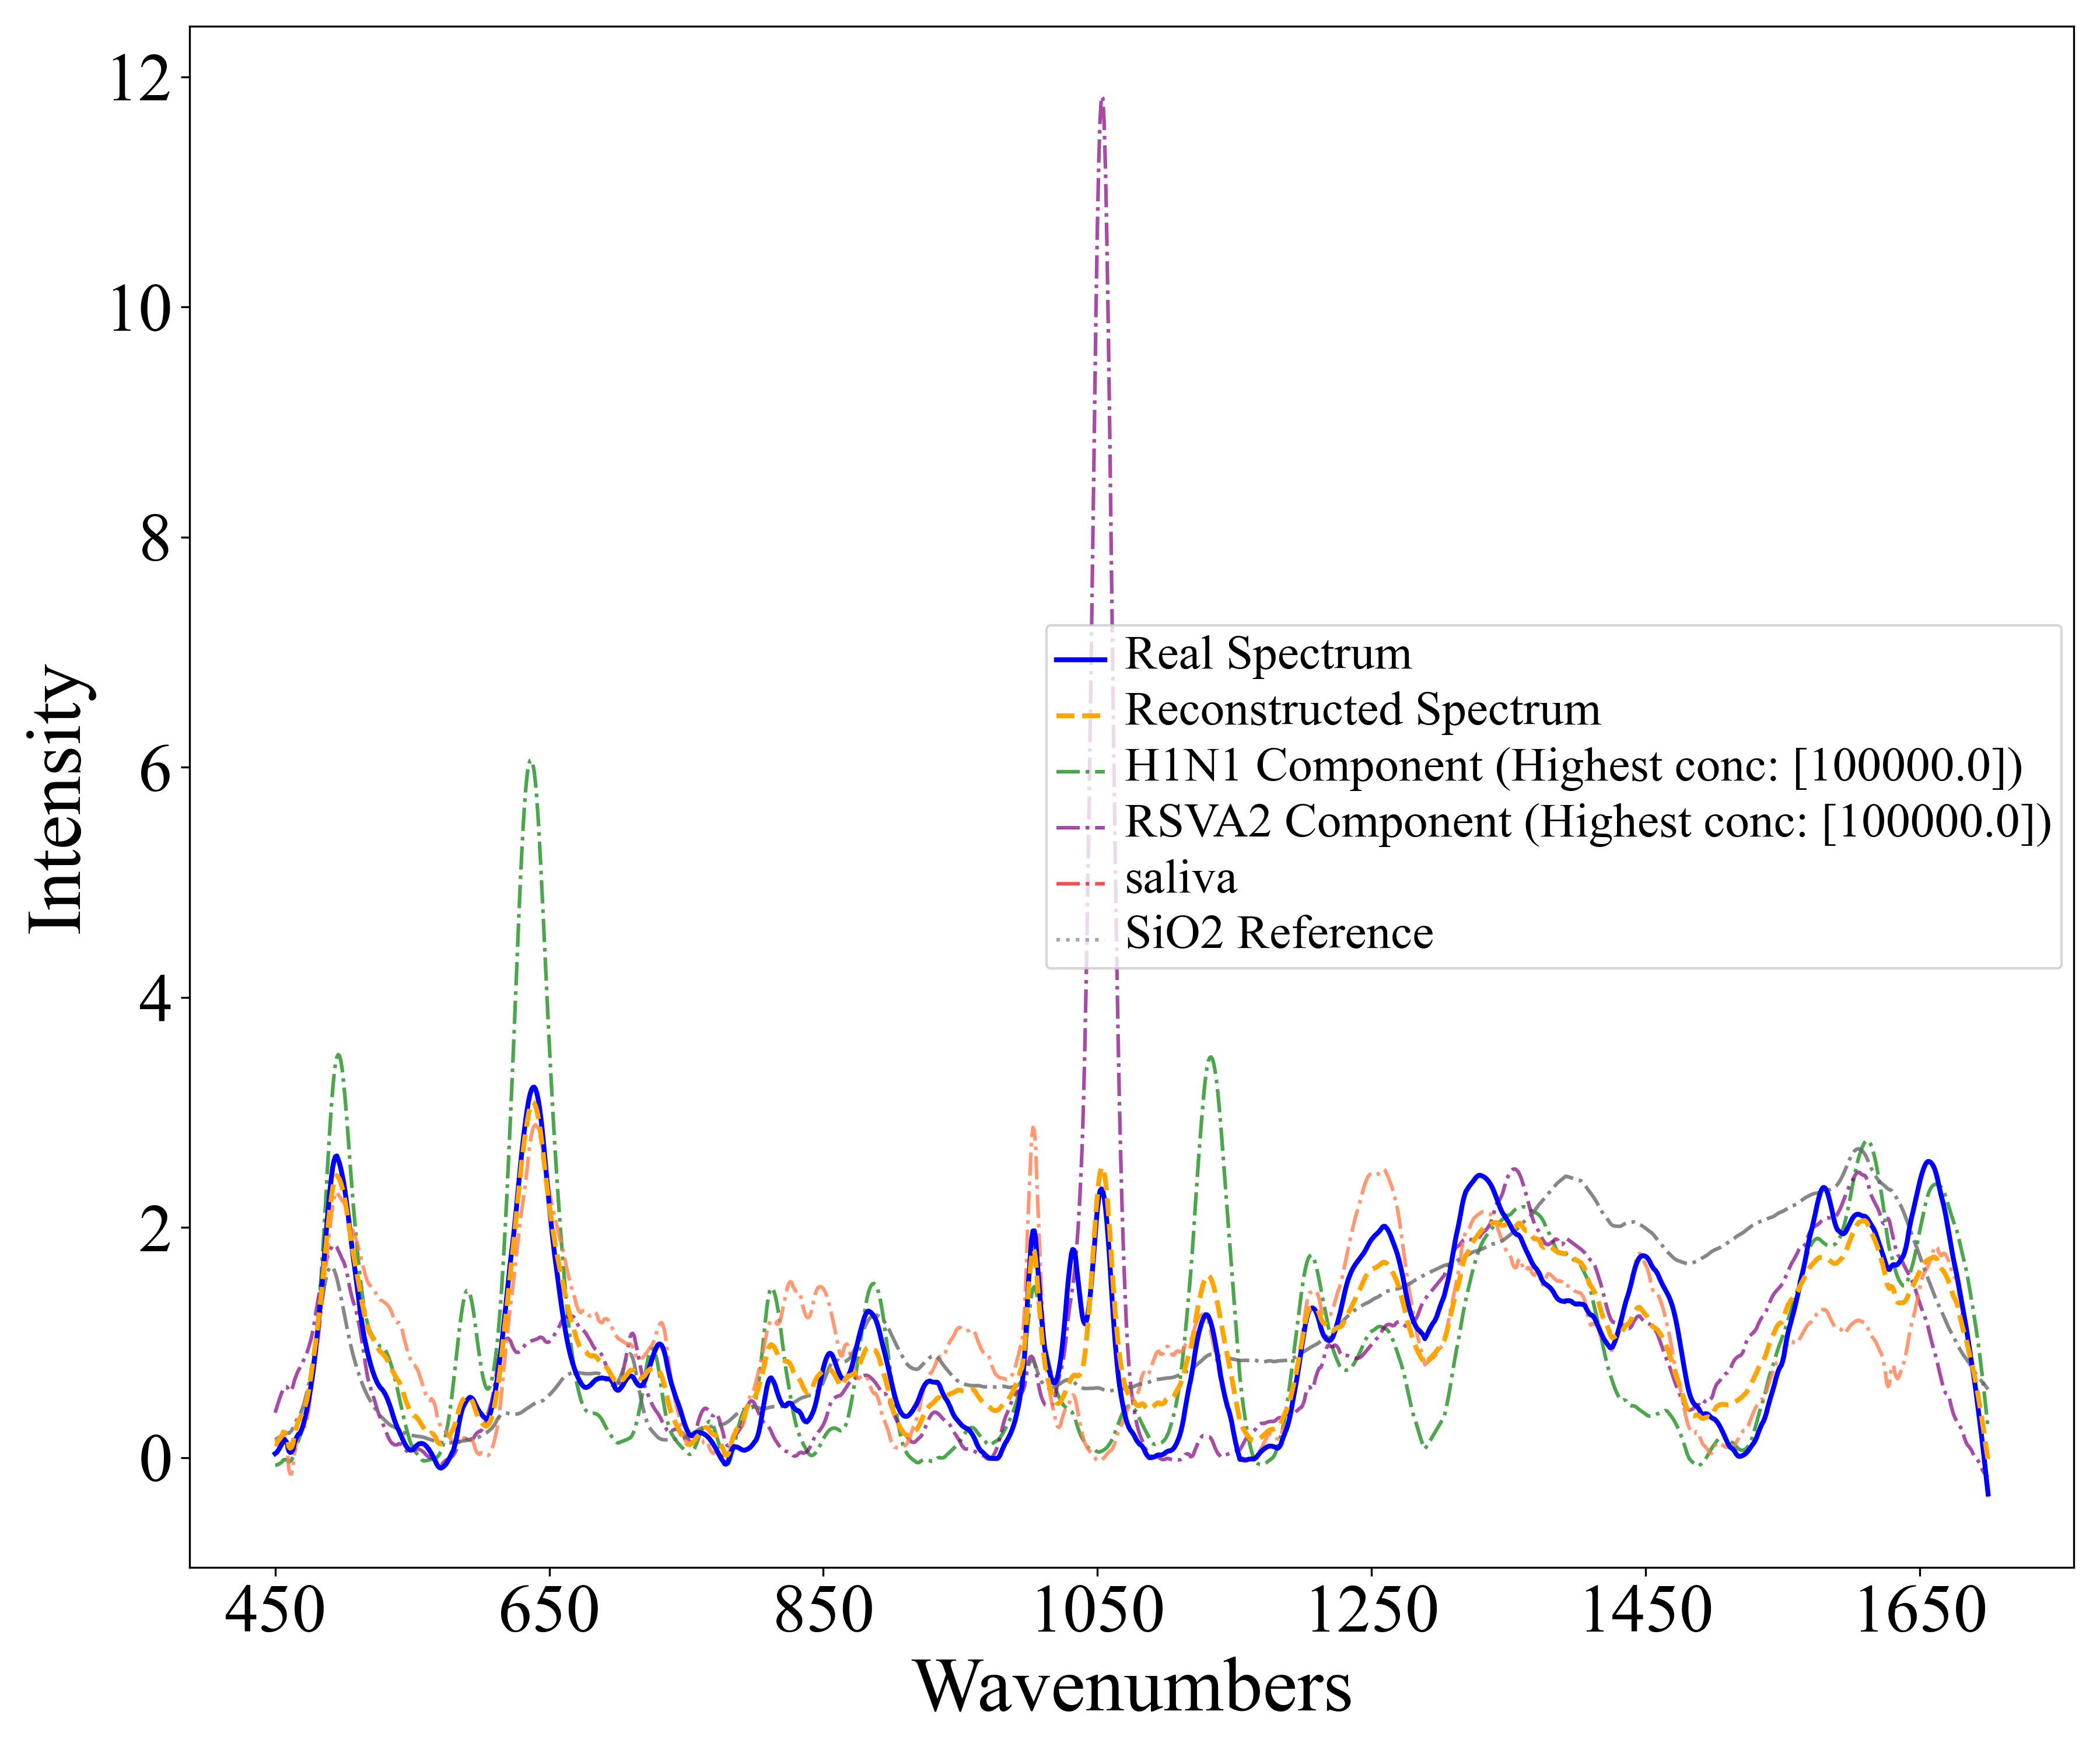 12
10
8
6
4
2
0
Intensity
Real Spectrum
Reconstructed Spectrum
H1N1 Component (Highest conc: [100000.0])
RSVA2 Component (Highest conc: [100000.0])
saliva
SiO2 Reference
450 650 850 1050 1250 1450 1650
Wavenumbers